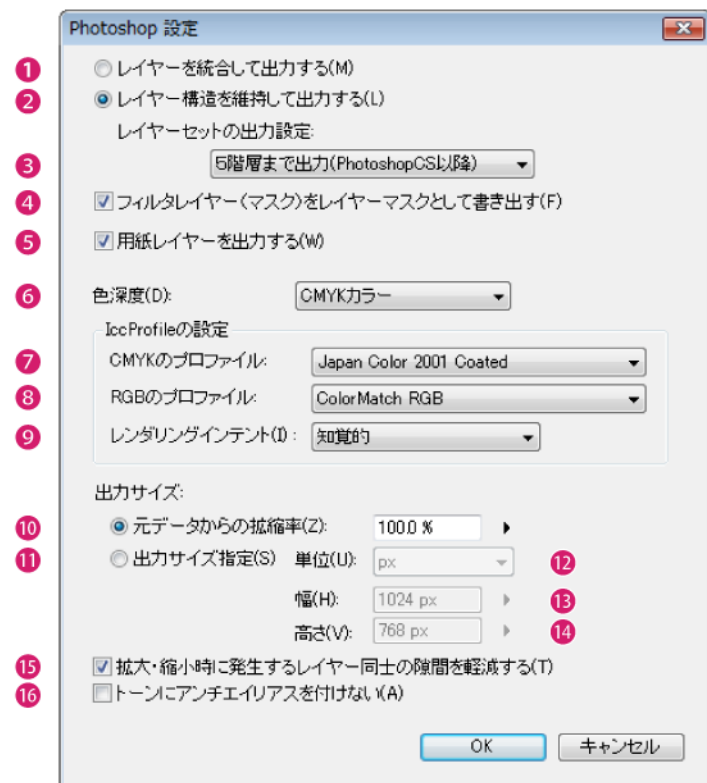 Photoshop 設定
1 レイヤーを統合して出力する(M)
2 レイヤー構造を維持して出力する(L)
レイヤーセットの出力設定:
3 5階層まで出力(PhotoshopCS以降)
4 フィルタレイヤー(マスク)をレイヤーマスクとして書き出す(F)
5 用紙レイヤーを出力する(W)
6 色深度(D): CMYKカラー
IccProfileの設定
7 CMYKのプロファイル: Japan Color 2001 Coated
8 RGBのプロファイル: ColorMatch RGB
9 レンダリングインテント(I): 知覚的
出力サイズ:
10 元データからの拡縮率(Z): 100.0 %
11 出力サイズ指定(S) 単位(U): px 12
幅(H): 1024 px 13
高さ(V): 768 px 14
15 拡大・縮小時に発生するレイヤー同士の隙間を軽減する(T)
16 トーンにアンチエイリアスを付けない(A)
OK キャンセル